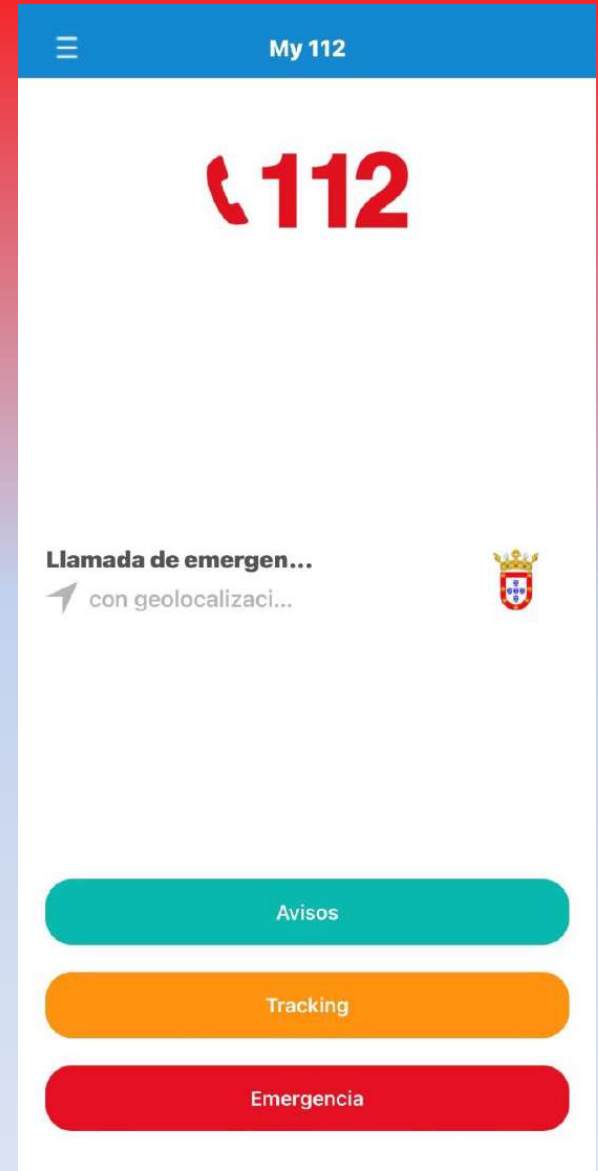 My 112
112
Llamada de emergen...
con geolocalizaci...
Avisos
Tracking
Emergencia